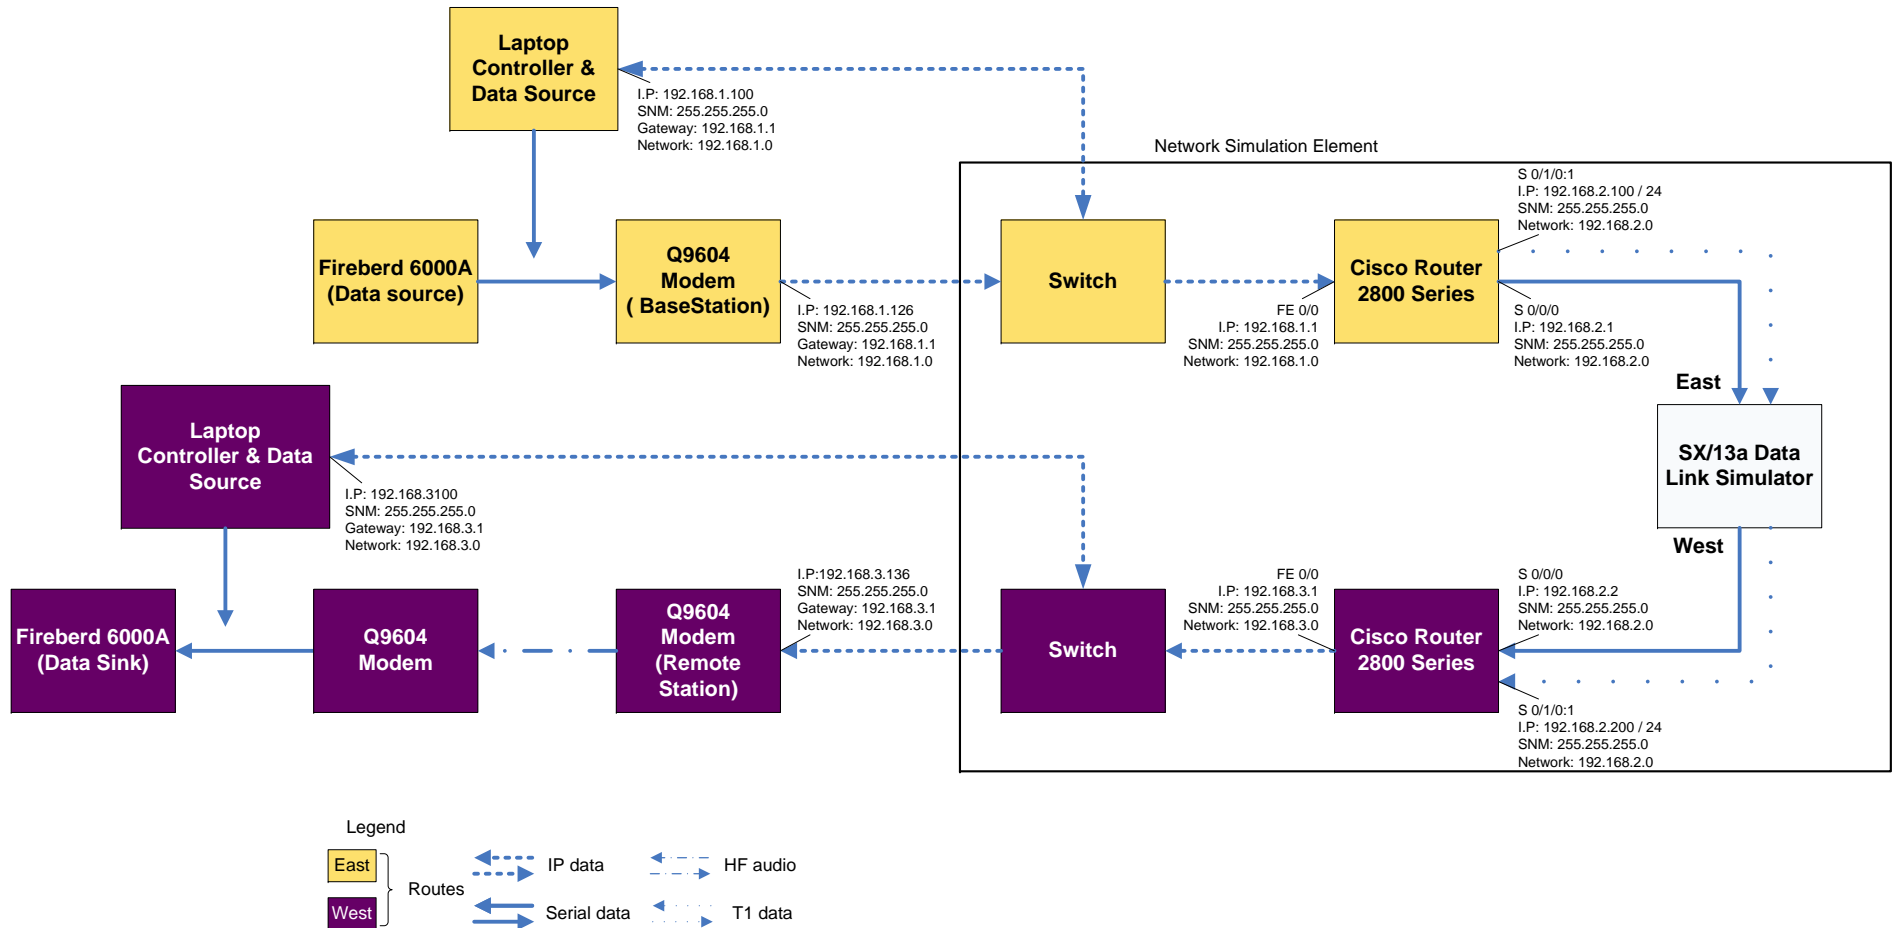 Laptop
Controller &
Data Source
I.P: 192.168.1.100
SNM: 255.255.255.0
Gateway: 192.168.1.1
Network: 192.168.1.0
Network Simulation Element
Fireberd 6000A
(Data source)
Q9604
Modem
( BaseStation)
I.P: 192.168.1.126
SNM: 255.255.255.0
Gateway: 192.168.1.1
Network: 192.168.1.0
Switch
FE 0/0
I.P: 192.168.1.1
SNM: 255.255.255.0
Network: 192.168.1.0
Cisco Router
2800 Series
S 0/1/0:1
I.P: 192.168.2.100 / 24
SNM: 255.255.255.0
Network: 192.168.2.0
S 0/0/0
I.P: 192.168.2.1
SNM: 255.255.255.0
Network: 192.168.2.0
East
SX/13a Data
Link Simulator
West
Laptop
Controller & Data
Source
I.P: 192.168.3100
SNM: 255.255.255.0
Gateway: 192.168.3.1
Network: 192.168.3.0
Fireberd 6000A
(Data Sink)
Q9604
Modem
Q9604
Modem
(Remote
Station)
I.P:192.168.3.136
SNM: 255.255.255.0
Gateway: 192.168.3.1
Network: 192.168.3.0
Switch
FE 0/0
I.P: 192.168.3.1
SNM: 255.255.255.0
Network: 192.168.3.0
Cisco Router
2800 Series
S 0/0/0
I.P: 192.168.2.2
SNM: 255.255.255.0
Network: 192.168.2.0
S 0/1/0:1
I.P: 192.168.2.200 / 24
SNM: 255.255.255.0
Network: 192.168.2.0
Legend
East
West
Routes
IP data
Serial data
HF audio
T1 data